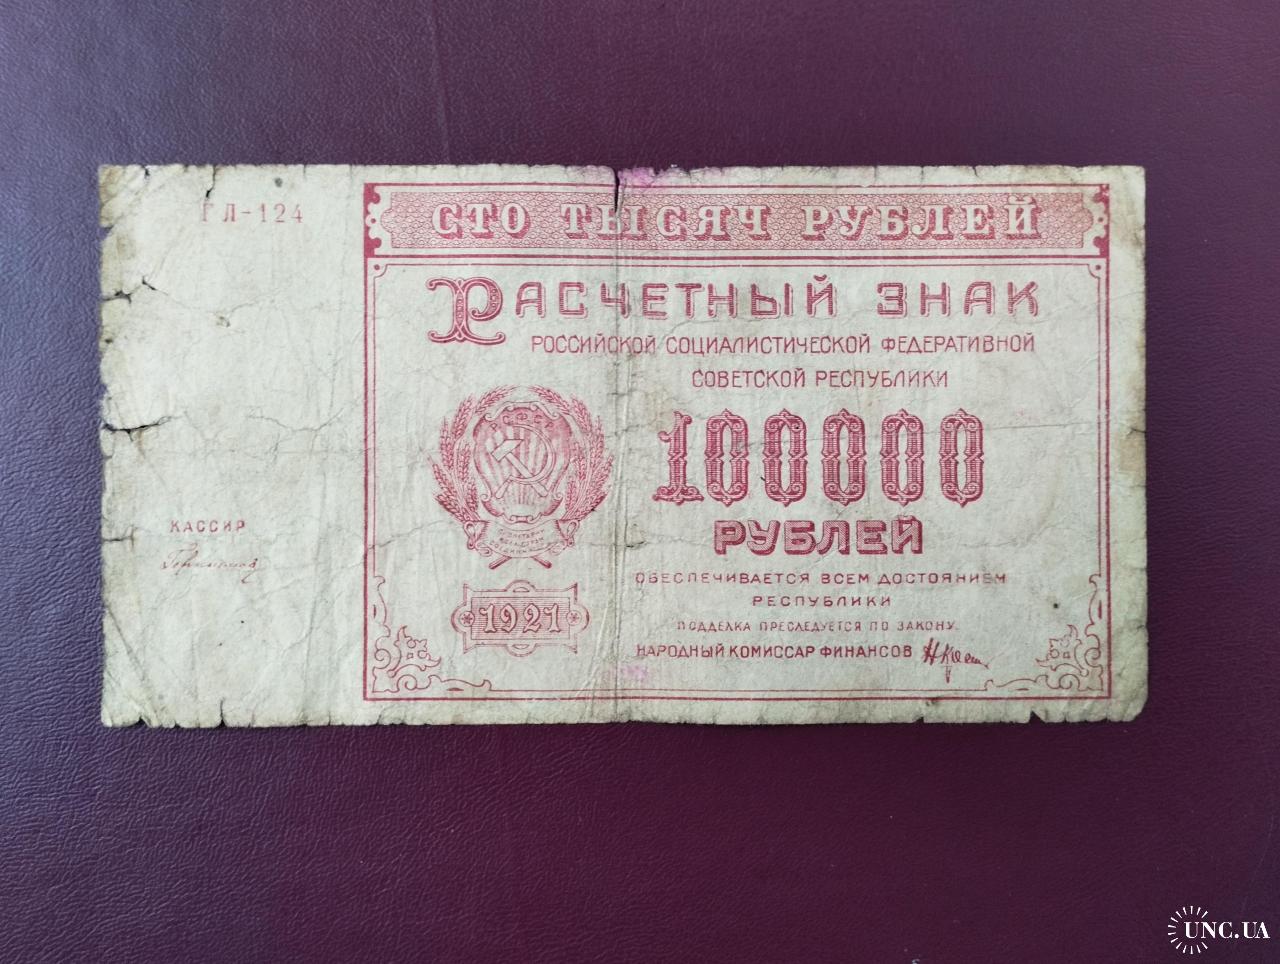 ГЛ-124
СТО ТЫСЯЧ РУБЛЕЙ
РАСЧЕТНЫЙ ЗНАК
РОССИЙСКОЙ СОЦИАЛИСТИЧЕСКОЙ ФЕДЕРАТИВНОЙ
СОВЕТСКОЙ РЕСПУБЛИКИ
Р.С.Ф.С.Р.
100000
РУБЛЕЙ
КАССИР
1921
ОБЕСПЕЧИВАЕТСЯ ВСЕМ ДОСТОЯНИЕМ
РЕСПУБЛИКИ
ПОДДЕЛКА ПРЕСЛЕДУЕТСЯ ПО ЗАКОНУ.
НАРОДНЫЙ КОМИССАР ФИНАНСОВ
UNC.UA